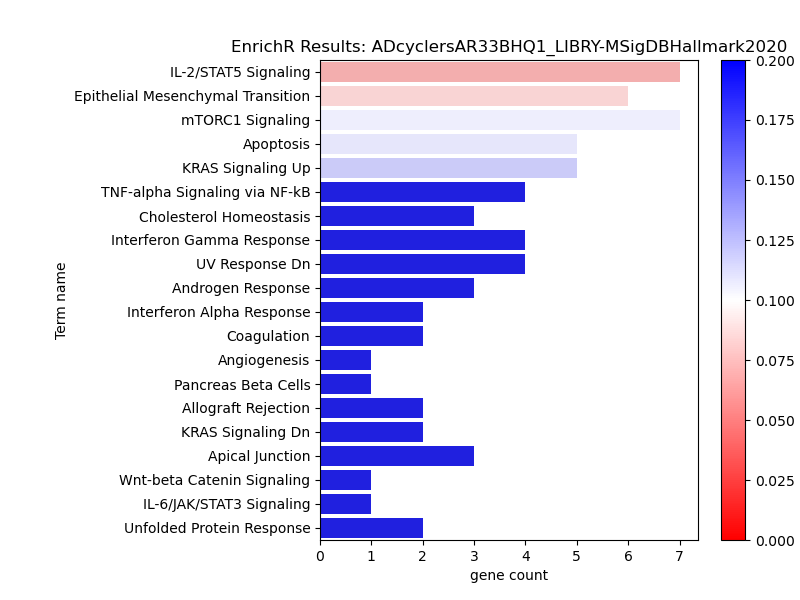 EnrichR Results: ADcyclersAR33BHQ1_LIBRY-MSigDBHallmark2020
IL-2/STAT5 Signaling
Epithelial Mesenchymal Transition
mTORC1 Signaling
Apoptosis
KRAS Signaling Up
TNF-alpha Signaling via NF-kB
Cholesterol Homeostasis
Interferon Gamma Response
UV Response Dn
Androgen Response
Interferon Alpha Response
Coagulation
Angiogenesis
Pancreas Beta Cells
Allograft Rejection
KRAS Signaling Dn
Apical Junction
Wnt-beta Catenin Signaling
IL-6/JAK/STAT3 Signaling
Unfolded Protein Response
Term name
0 1 2 3 4 5 6 7
gene count
0.200
0.175
0.150
0.125
0.100
0.075
0.050
0.025
0.000